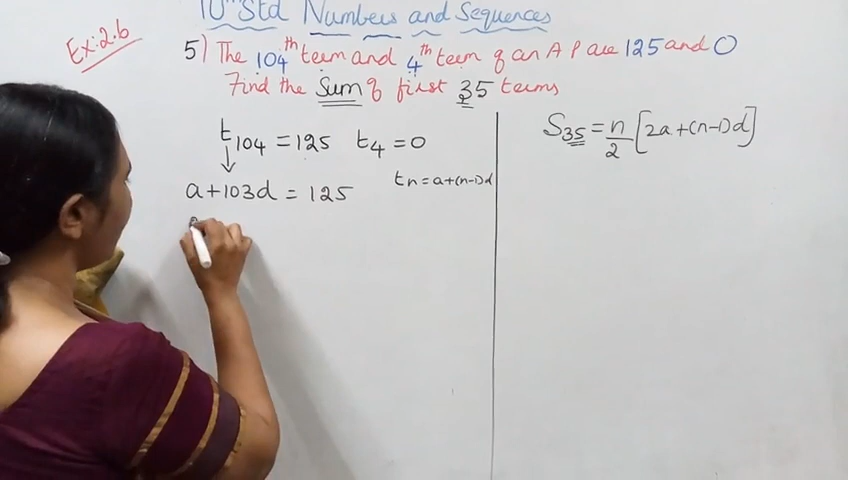 10th Std Numbers and Sequences
Ex: 2.6
5) The 104th term and 4th term of an A P are 125 and 0
Find the Sum of first 35 terms
t104 = 125 t4 = 0
a + 103d = 125
tn = a+(n-1)d
S35 = n/2 [2a + (n-1)d]